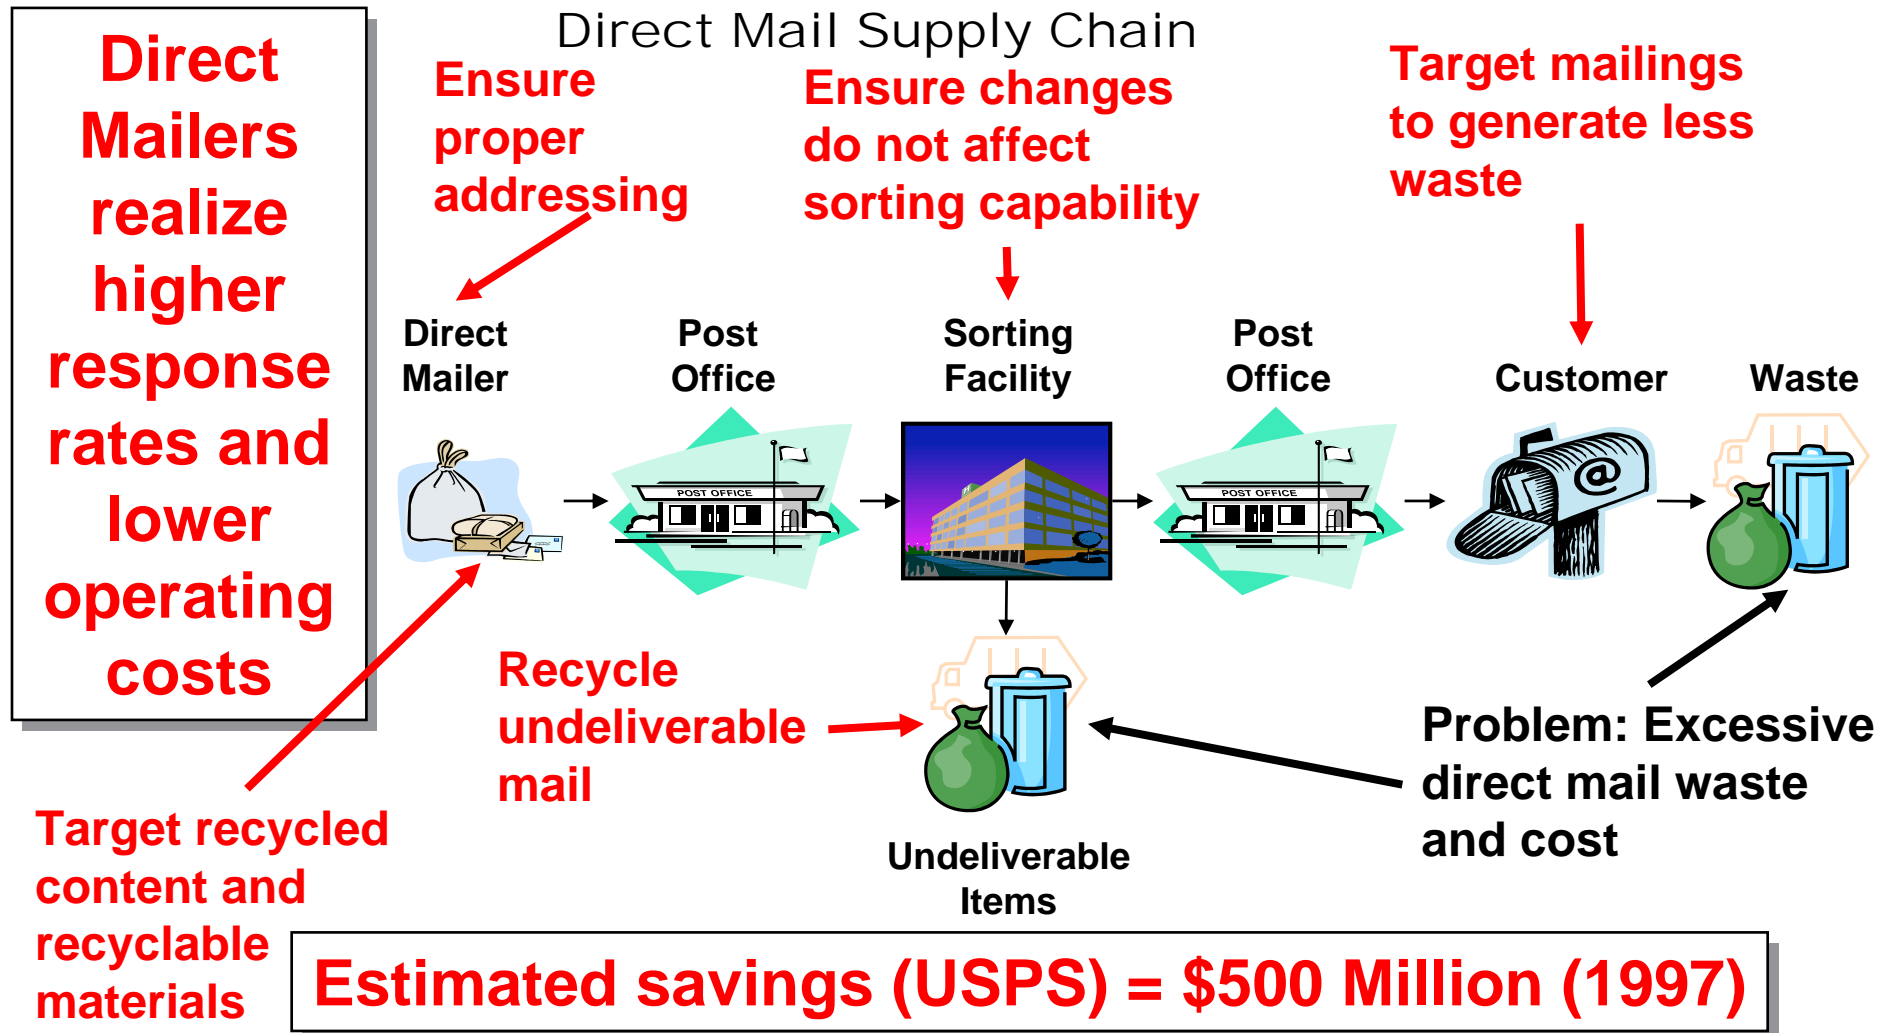 Direct Mail Supply Chain
Direct
Mailers
realize
higher
response
rates and
lower
operating
costs
Ensure
proper
addressing
Ensure changes
do not affect
sorting capability
Target mailings
to generate less
waste
Direct
Mailer
Post
Office
Sorting
Facility
Post
Office
Customer
Waste
POST OFFICE
POST OFFICE
@
Recycle
undeliverable
mail
Undeliverable
Items
Problem: Excessive
direct mail waste
and cost
Target recycled
content and
recyclable
materials
Estimated savings (USPS) = $500 Million (1997)